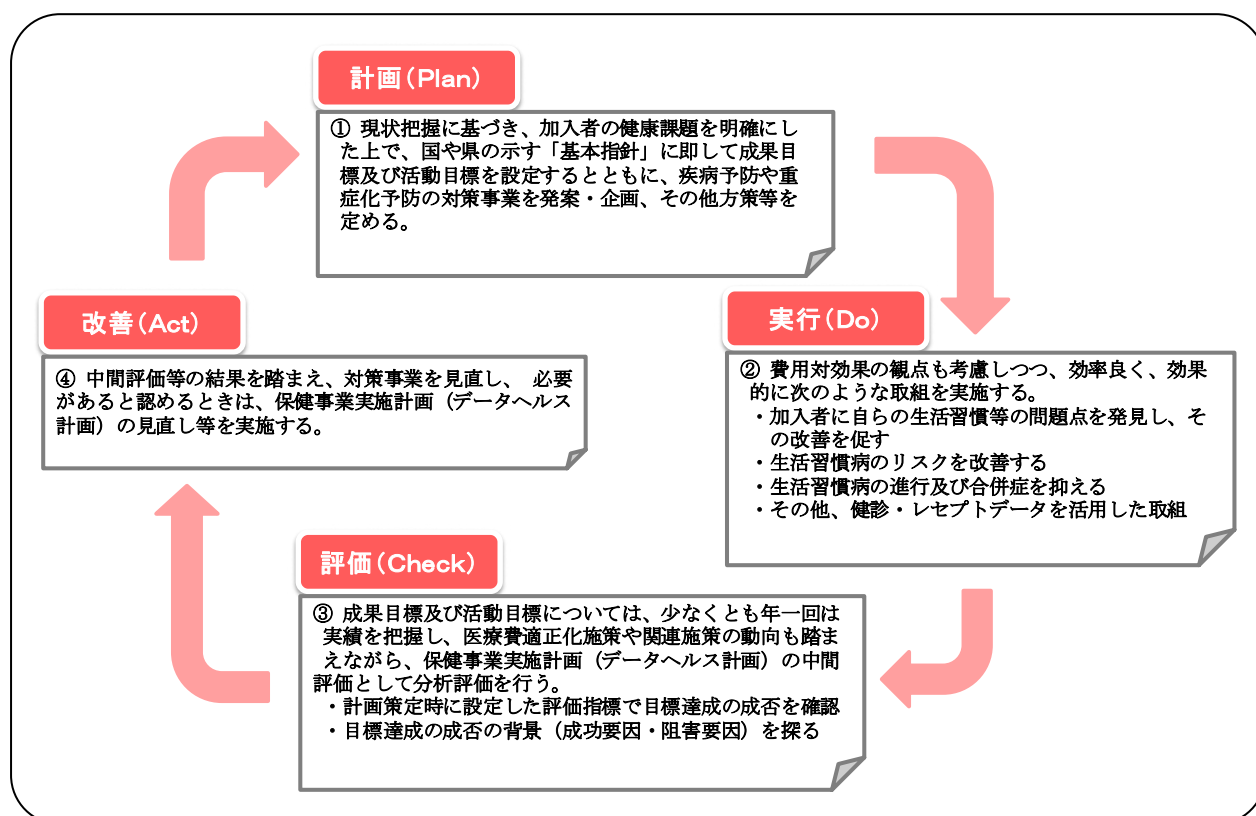 計画(Plan)
① 現状把握に基づき、加入者の健康課題を明確にし
た上で、国や県の示す「基本指針」に即して成果目
標及び活動目標を設定するとともに、疾病予防や重
症化予防の対策事業を発案・企画、その他方策等を
定める。
実行(Do)
② 費用対効果の観点も考慮しつつ、効率良く、効果
的に次のような取組を実施する。
・加入者に自らの生活習慣等の問題点を発見し、そ
の改善を促す
・生活習慣病のリスクを改善する
・生活習慣病の進行及び合併症を抑える
・その他、健診・レセプトデータを活用した取組
評価(Check)
③ 成果目標及び活動目標については、少なくとも年一回は
実績を把握し、医療費適正化施策や関連施策の動向も踏ま
えながら、保健事業実施計画(データヘルス計画)の中間
評価として分析評価を行う。
・計画策定時に設定した評価指標で目標達成の成否を確認
・目標達成の成否の背景(成功要因・阻害要因)を探る
改善(Act)
④ 中間評価等の結果を踏まえ、対策事業を見直し、 必要
があると認めるときは、保健事業実施計画(データヘルス
計画)の見直し等を実施する。